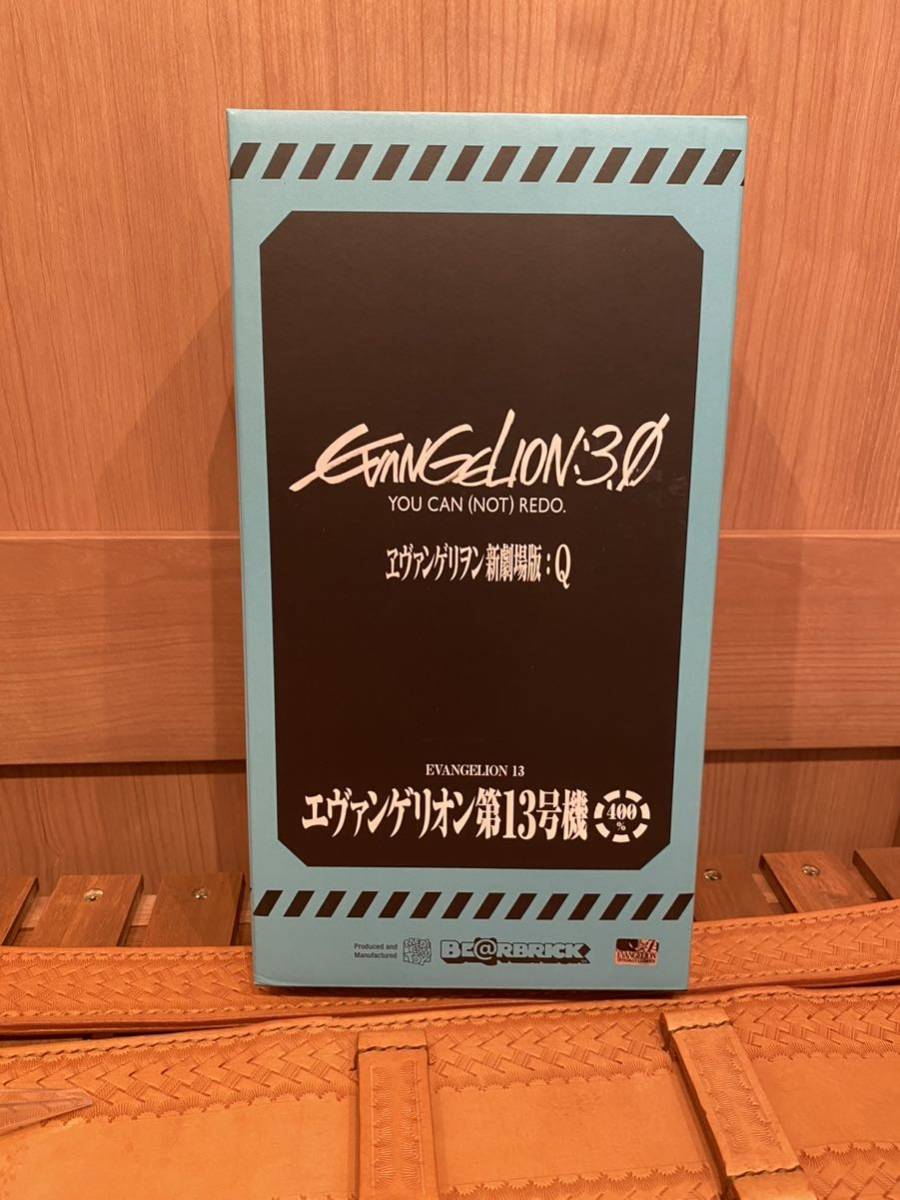 EVANGELION:3.0
YOU CAN (NOT) REDO.
ヱヴァンゲリヲン新劇場版:Q
EVANGELION 13
エヴァンゲリオン第13号機 400%
Produced and
Manufactured
BE@RBRICK
EVANGELION